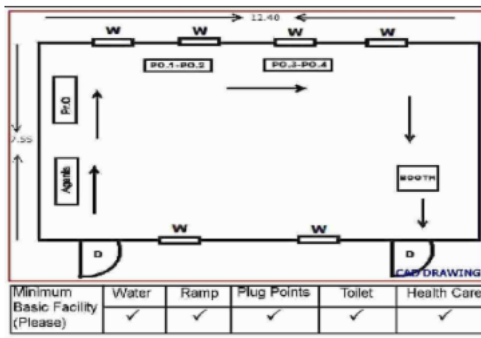 12.40
W W W W
PO.1-PO.2 PO.3-PO.4
Pr.O
7.55
Agents
BOOTH
W W
D D
CAD DRAWING
Minimum Basic Facility (Please) Water Ramp Plug Points Toilet Health Care
✓ ✓ ✓ ✓ ✓